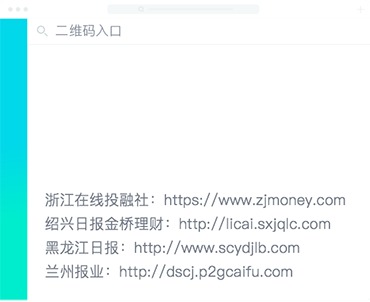 二维码入口
浙江在线投融社：https://www.zjmoney.com
绍兴日报金桥理财：http://licai.sxjqlc.com
黑龙江日报：http://www.scydjlb.com
兰州报业：http://dscj.p2gcaifu.com